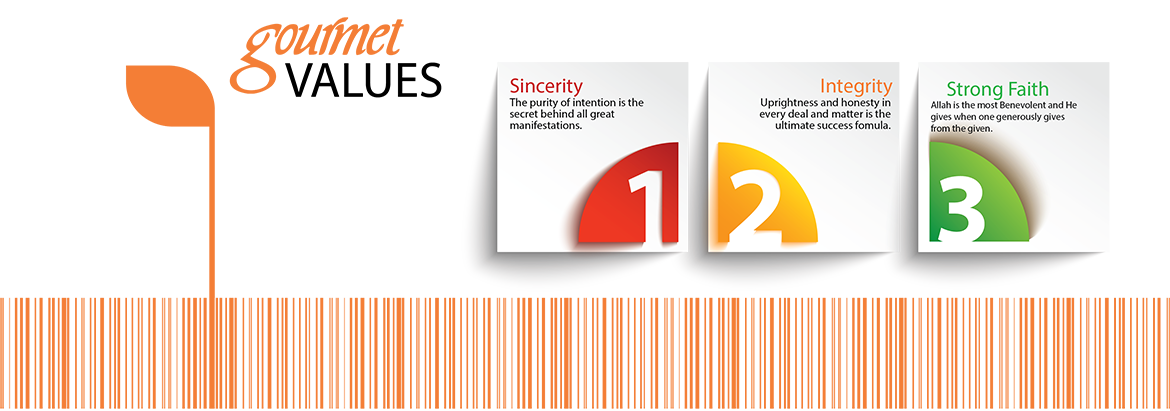 gourmet
VALUES
Sincerity
The purity of intention is the
secret behind all great
manifestations.
1
Integrity
Uprightness and honesty in
every deal and matter is the
ultimate success fomula.
2
Strong Faith
Allah is the most Benevolent and He
gives when one generously gives
from the given.
3